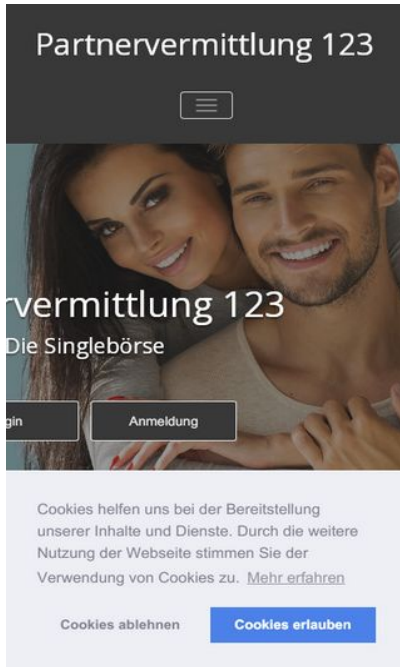 Partnervermittlung 123
rvermittlung 123
Die Singlebörse
gin
Anmeldung
Cookies helfen uns bei der Bereitstellung
unserer Inhalte und Dienste. Durch die weitere
Nutzung der Webseite stimmen Sie der
Verwendung von Cookies zu. Mehr erfahren
Cookies ablehnen
Cookies erlauben